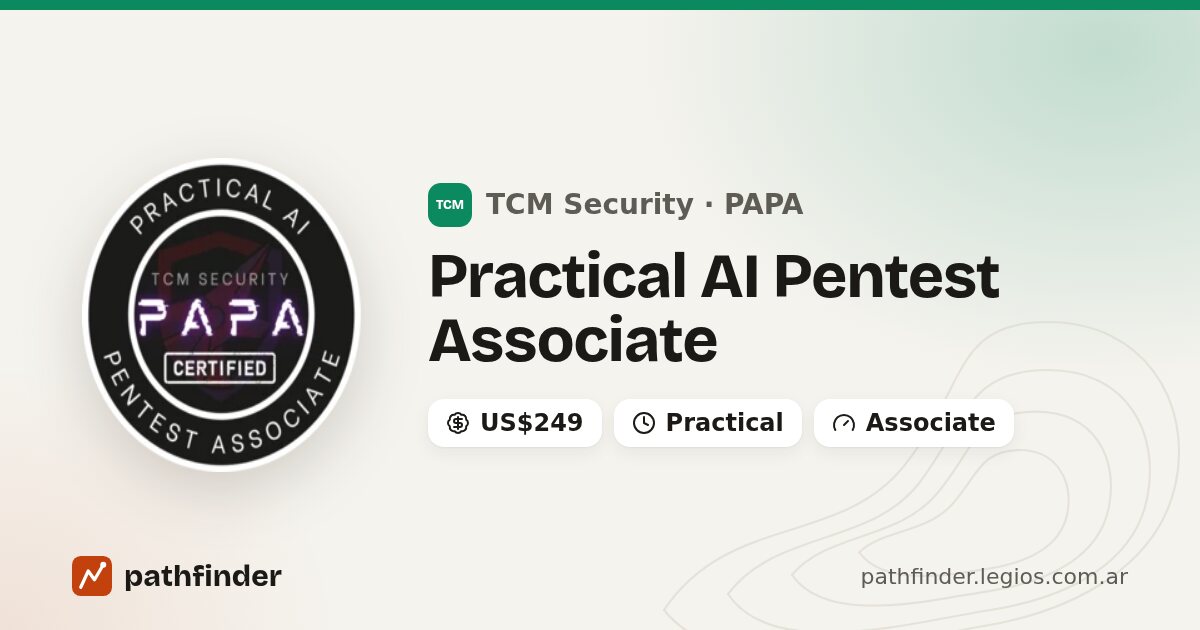 PRACTICAL AI
TCM SECURITY
PAPA
CERTIFIED
PENTEST ASSOCIATE
TCM
TCM Security · PAPA
Practical AI Pentest
Associate
US$249
Practical
Associate
pathfinder
pathfinder.legios.com.ar